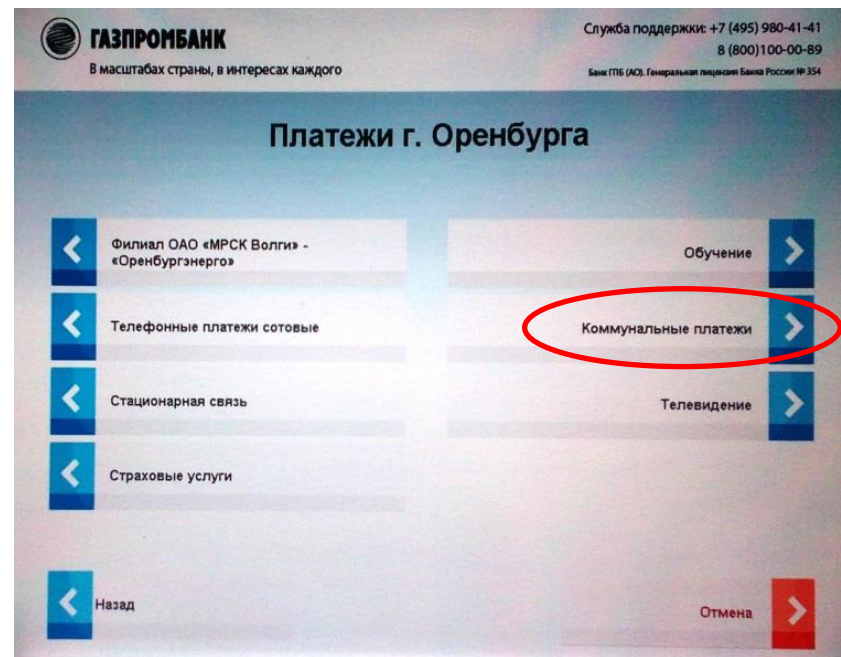 ГАЗПРОМБАНК
В масштабах страны, в интересах каждого
Служба поддержки: +7 (495) 980-41-41
8 (800)100-00-89
Банк ГПБ (АО). Генеральная лицензия Банка России № 354
Платежи г. Оренбурга
Филиал ОАО «МРСК Волги» -
«Оренбургэнерго»
Обучение
Телефонные платежи сотовые
Коммунальные платежи
Стационарная связь
Телевидение
Страховые услуги
Назад
Отмена